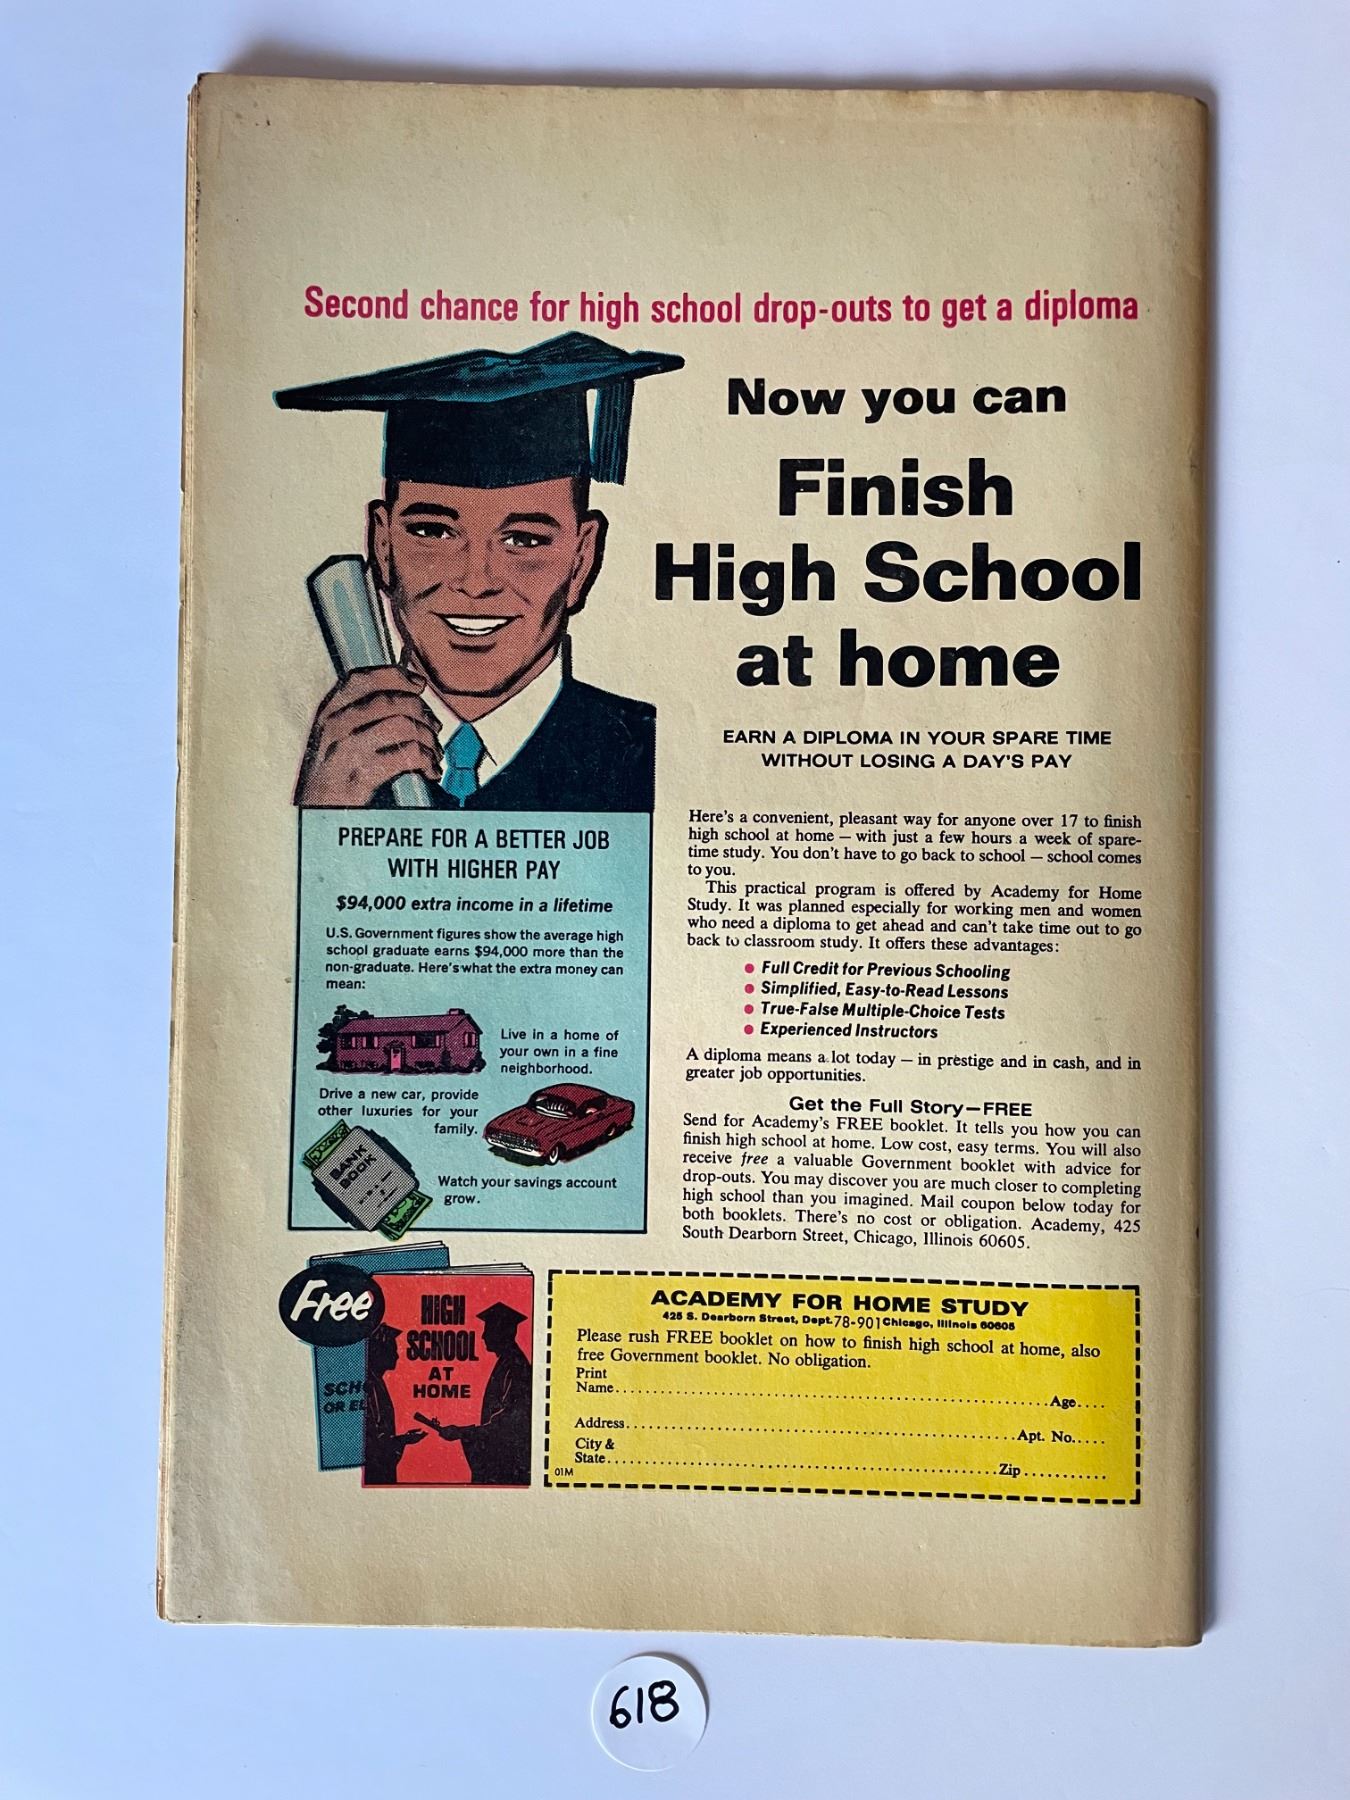 Second chance for high school drop-outs to get a diploma
Now you can
Finish
High School
at home
EARN A DIPLOMA IN YOUR SPARE TIME
WITHOUT LOSING A DAY'S PAY
PREPARE FOR A BETTER JOB
WITH HIGHER PAY
$94,000 extra income in a lifetime
U.S. Government figures show the average high
school graduate earns $94,000 more than the
non-graduate. Here's what the extra money can
mean:
Live in a home of
your own in a fine
neighborhood.
Drive a new car, provide
other luxuries for your
family.
BANK
BOOK
Watch your savings account
grow.
Here's a convenient, pleasant way for anyone over 17 to finish
high school at home — with just a few hours a week of spare-
time study. You don't have to go back to school — school comes
to you.
This practical program is offered by Academy for Home
Study. It was planned especially for working men and women
who need a diploma to get ahead and can't take time out to go
back to classroom study. It offers these advantages:
● Full Credit for Previous Schooling
● Simplified, Easy-to-Read Lessons
● True-False Multiple-Choice Tests
● Experienced Instructors
A diploma means a lot today — in prestige and in cash, and in
greater job opportunities.
Get the Full Story—FREE
Send for Academy's FREE booklet. It tells you how you can
finish high school at home. Low cost, easy terms. You will also
receive free a valuable Government booklet with advice for
drop-outs. You may discover you are much closer to completing
high school than you imagined. Mail coupon below today for
both booklets. There's no cost or obligation. Academy, 425
South Dearborn Street, Chicago, Illinois 60605.
Free
HIGH
SCHOOL
AT
HOME
SCH
OR EL
ACADEMY FOR HOME STUDY
425 S. Dearborn Street, Dept. 78-901 Chicago, Illinois 60605
Please rush FREE booklet on how to finish high school at home, also
free Government booklet. No obligation.
Print
Name........................................................Age....
Address........................................................Apt. No.....
City &
State........................................................Zip...........
01M
618